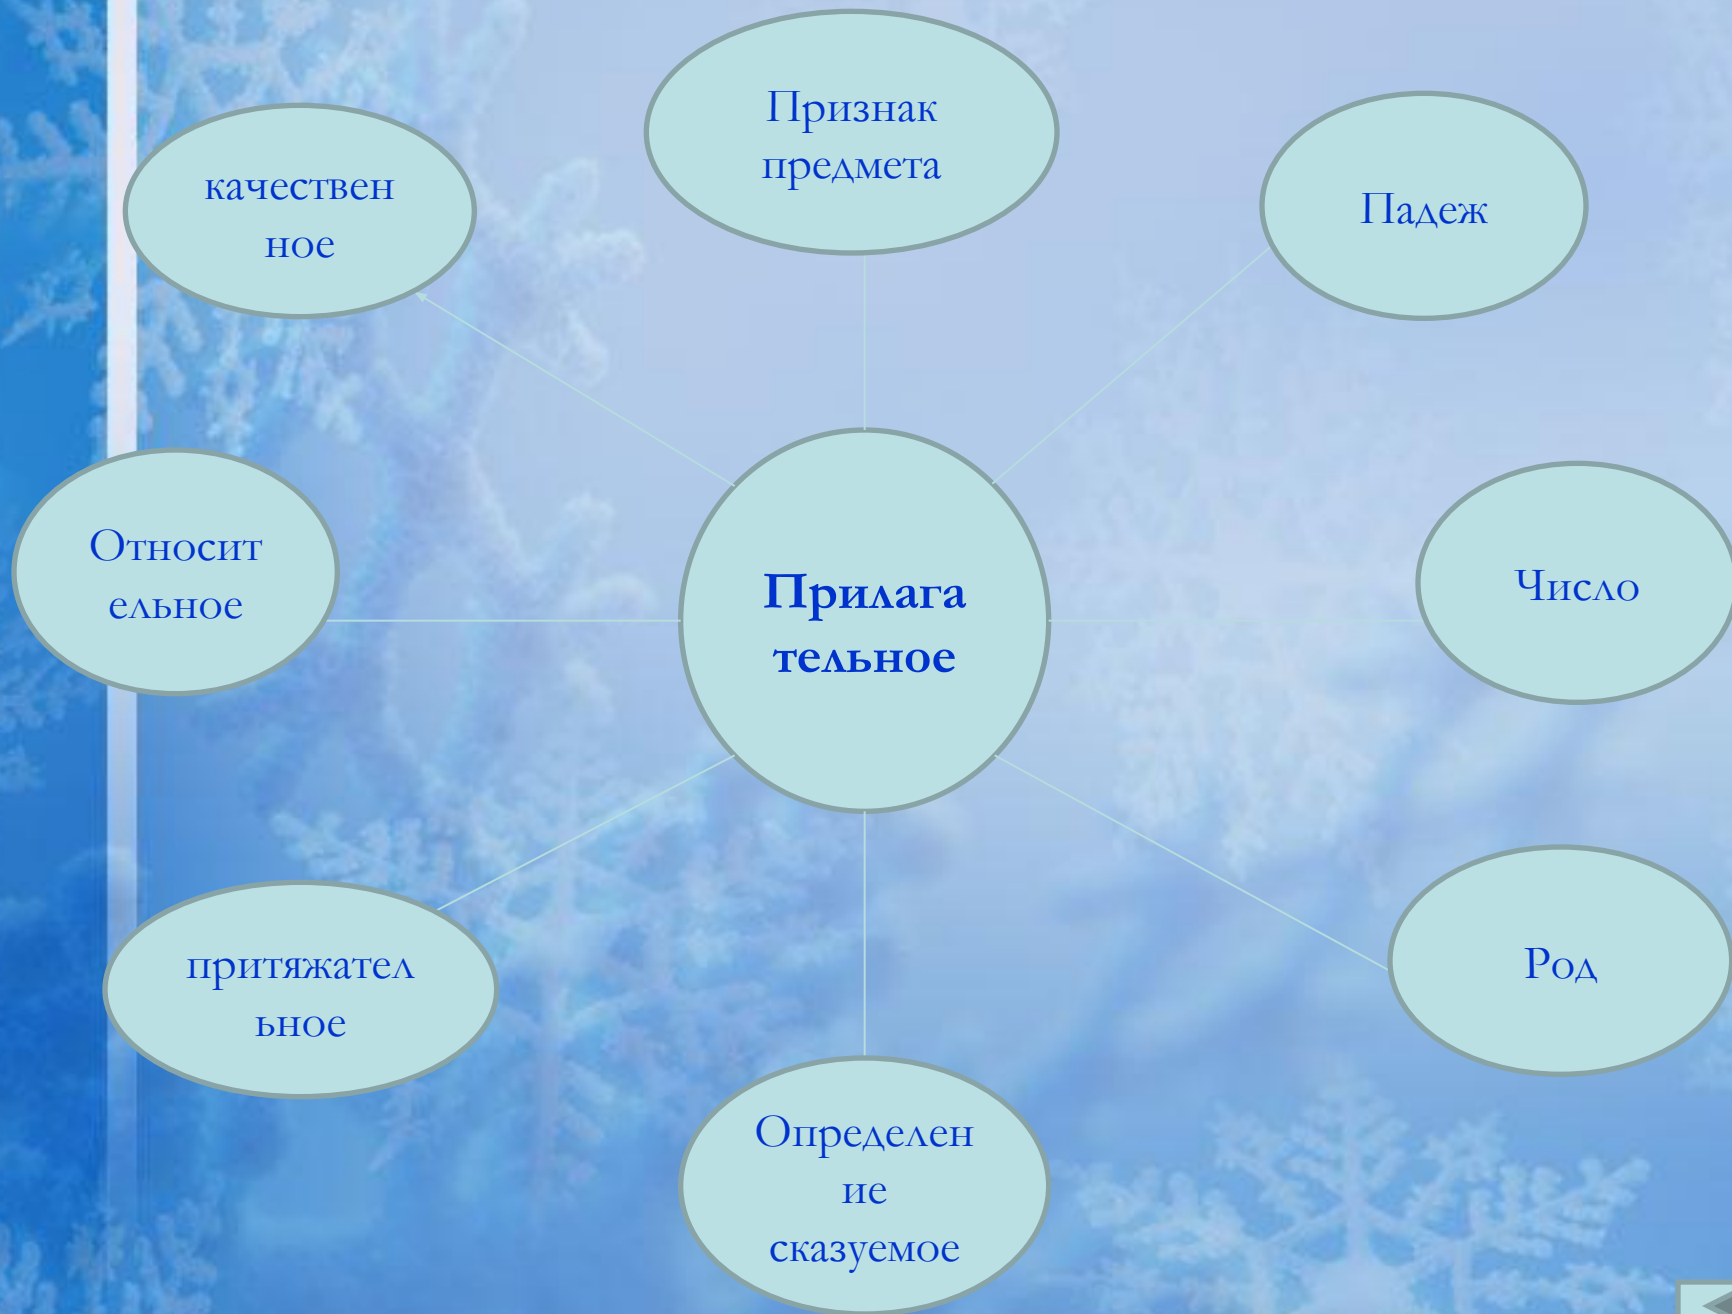 Признак
предмета
качествен
ное
Падеж
Относит
ельное
Прилага
тельное
Число
притяжател
ьное
Род
Определен
ие
сказуемое